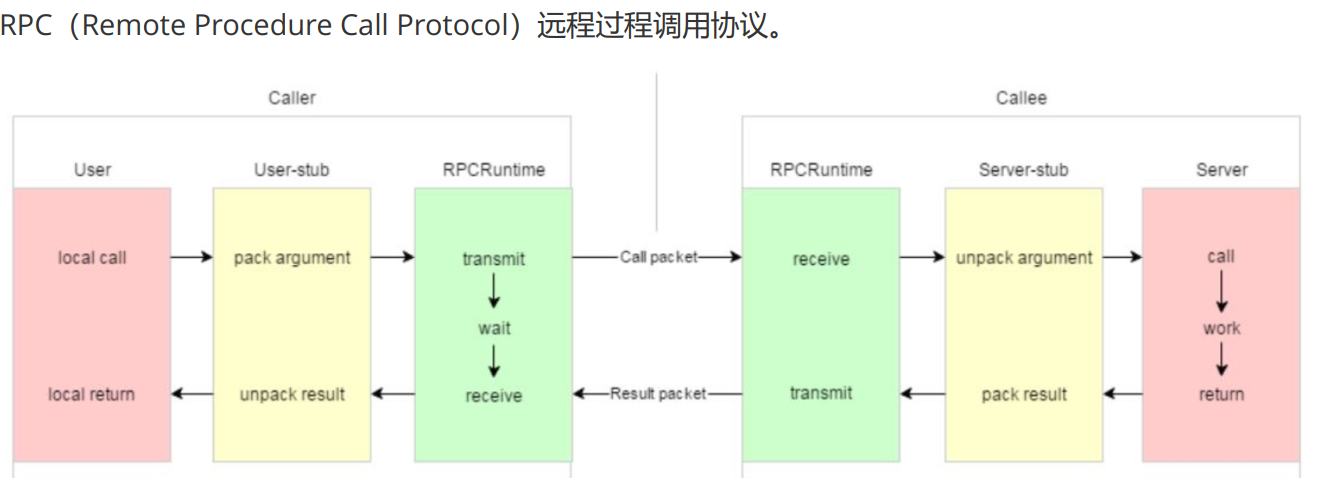 RPC（Remote Procedure Call Protocol）远程过程调用协议。
Caller
Callee
User
User-stub
RPCRuntime
RPCRuntime
Server-stub
Server
local call
pack argument
transmit
Call packet
receive
unpack argument
call
wait
work
local return
unpack result
receive
Result packet
transmit
pack result
return